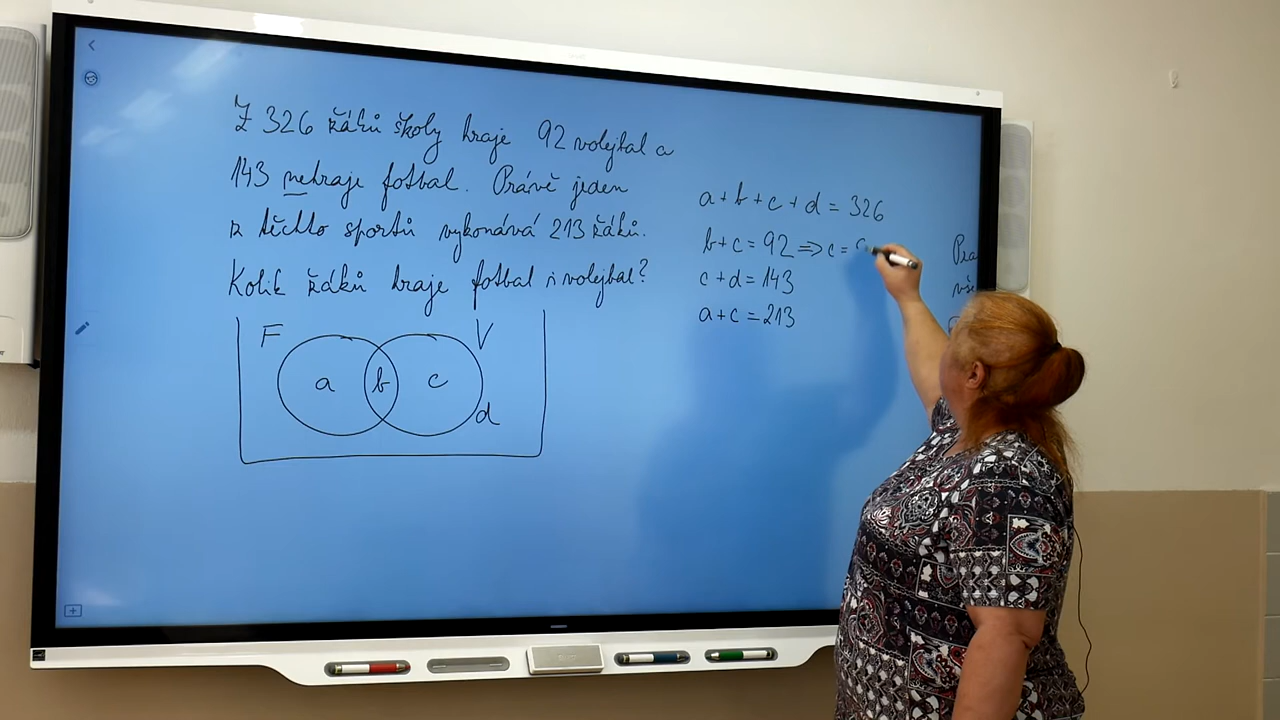 Z 326 žáků školy hraje 92 volejbal a
143 nehraje fotbal. Právě jeden
z těchto sportů vykonává 213 žáků.
Kolik žáků hraje fotbal i volejbal?
F
V
a
b
c
d
a + b + c + d = 326
b + c = 92 ⇒ c =
c + d = 143
a + c = 213